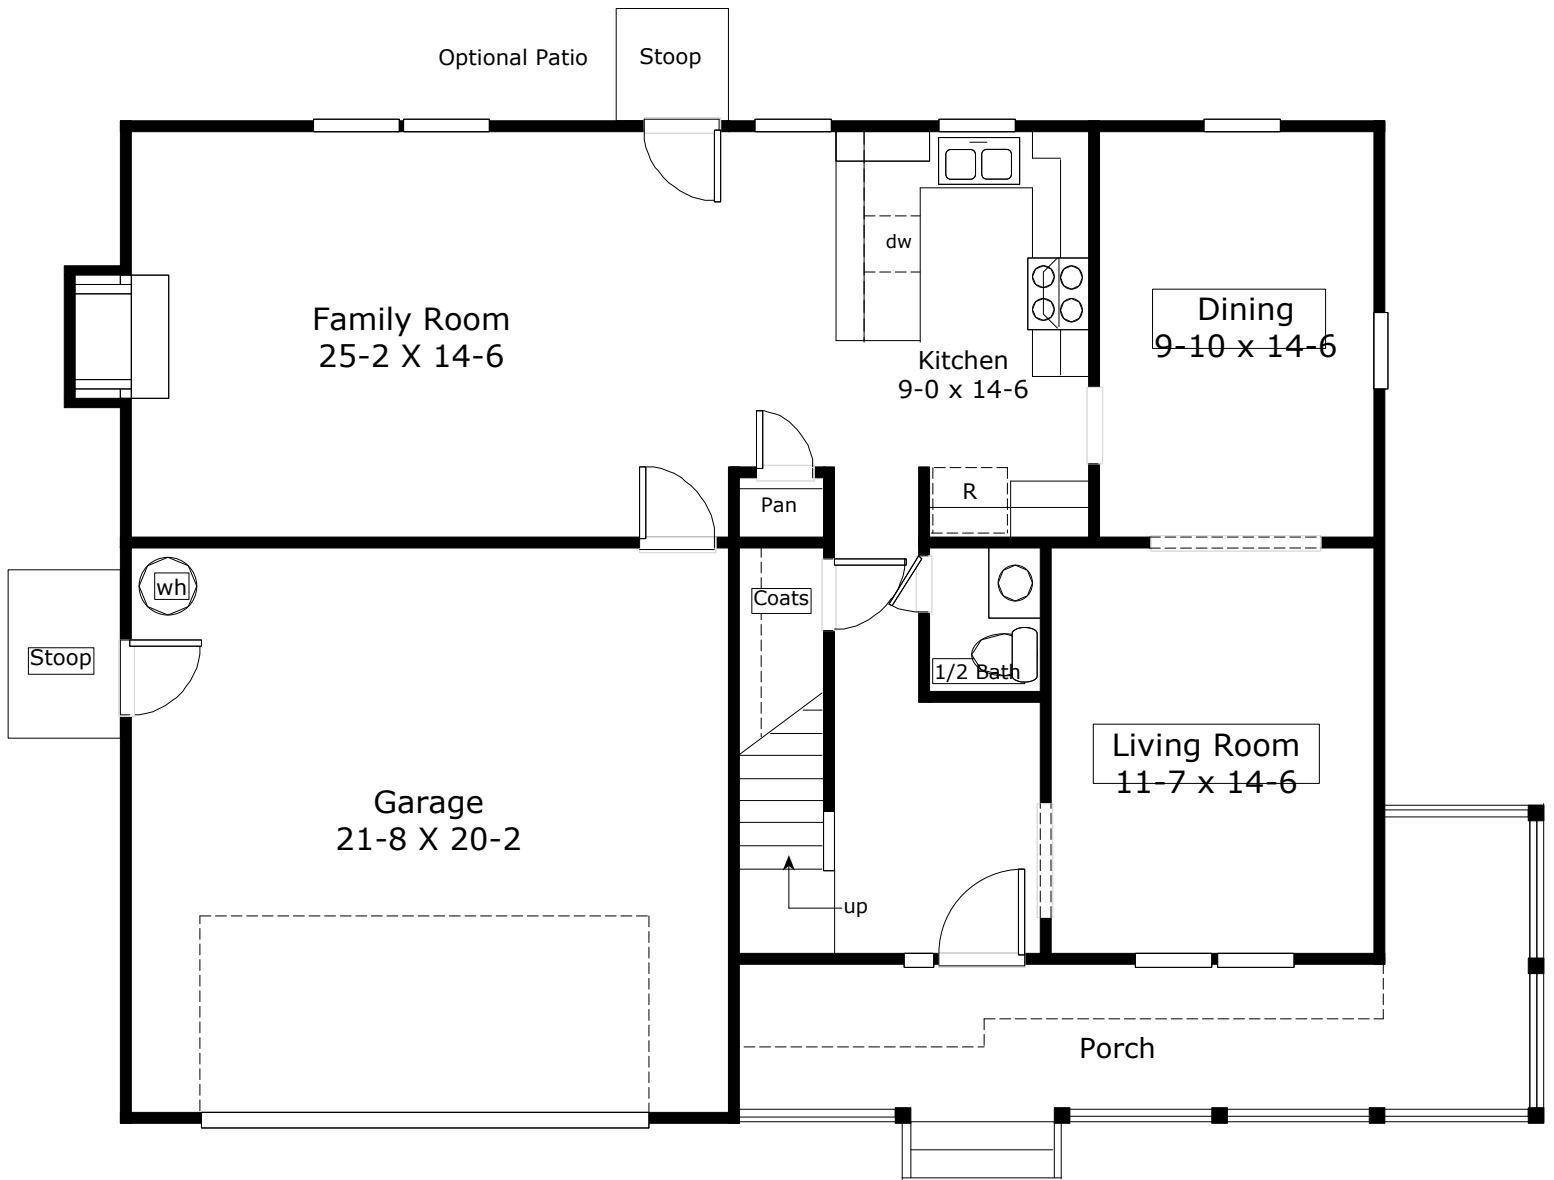 Optional Patio
Stoop
Family Room
25-2 X 14-6
dw
Kitchen
9-0 x 14-6
Dining
9-10 x 14-6
R
Pan
wh
Coats
Stoop
1/2 Bath
Living Room
11-7 x 14-6
Garage
21-8 X 20-2
up
Porch